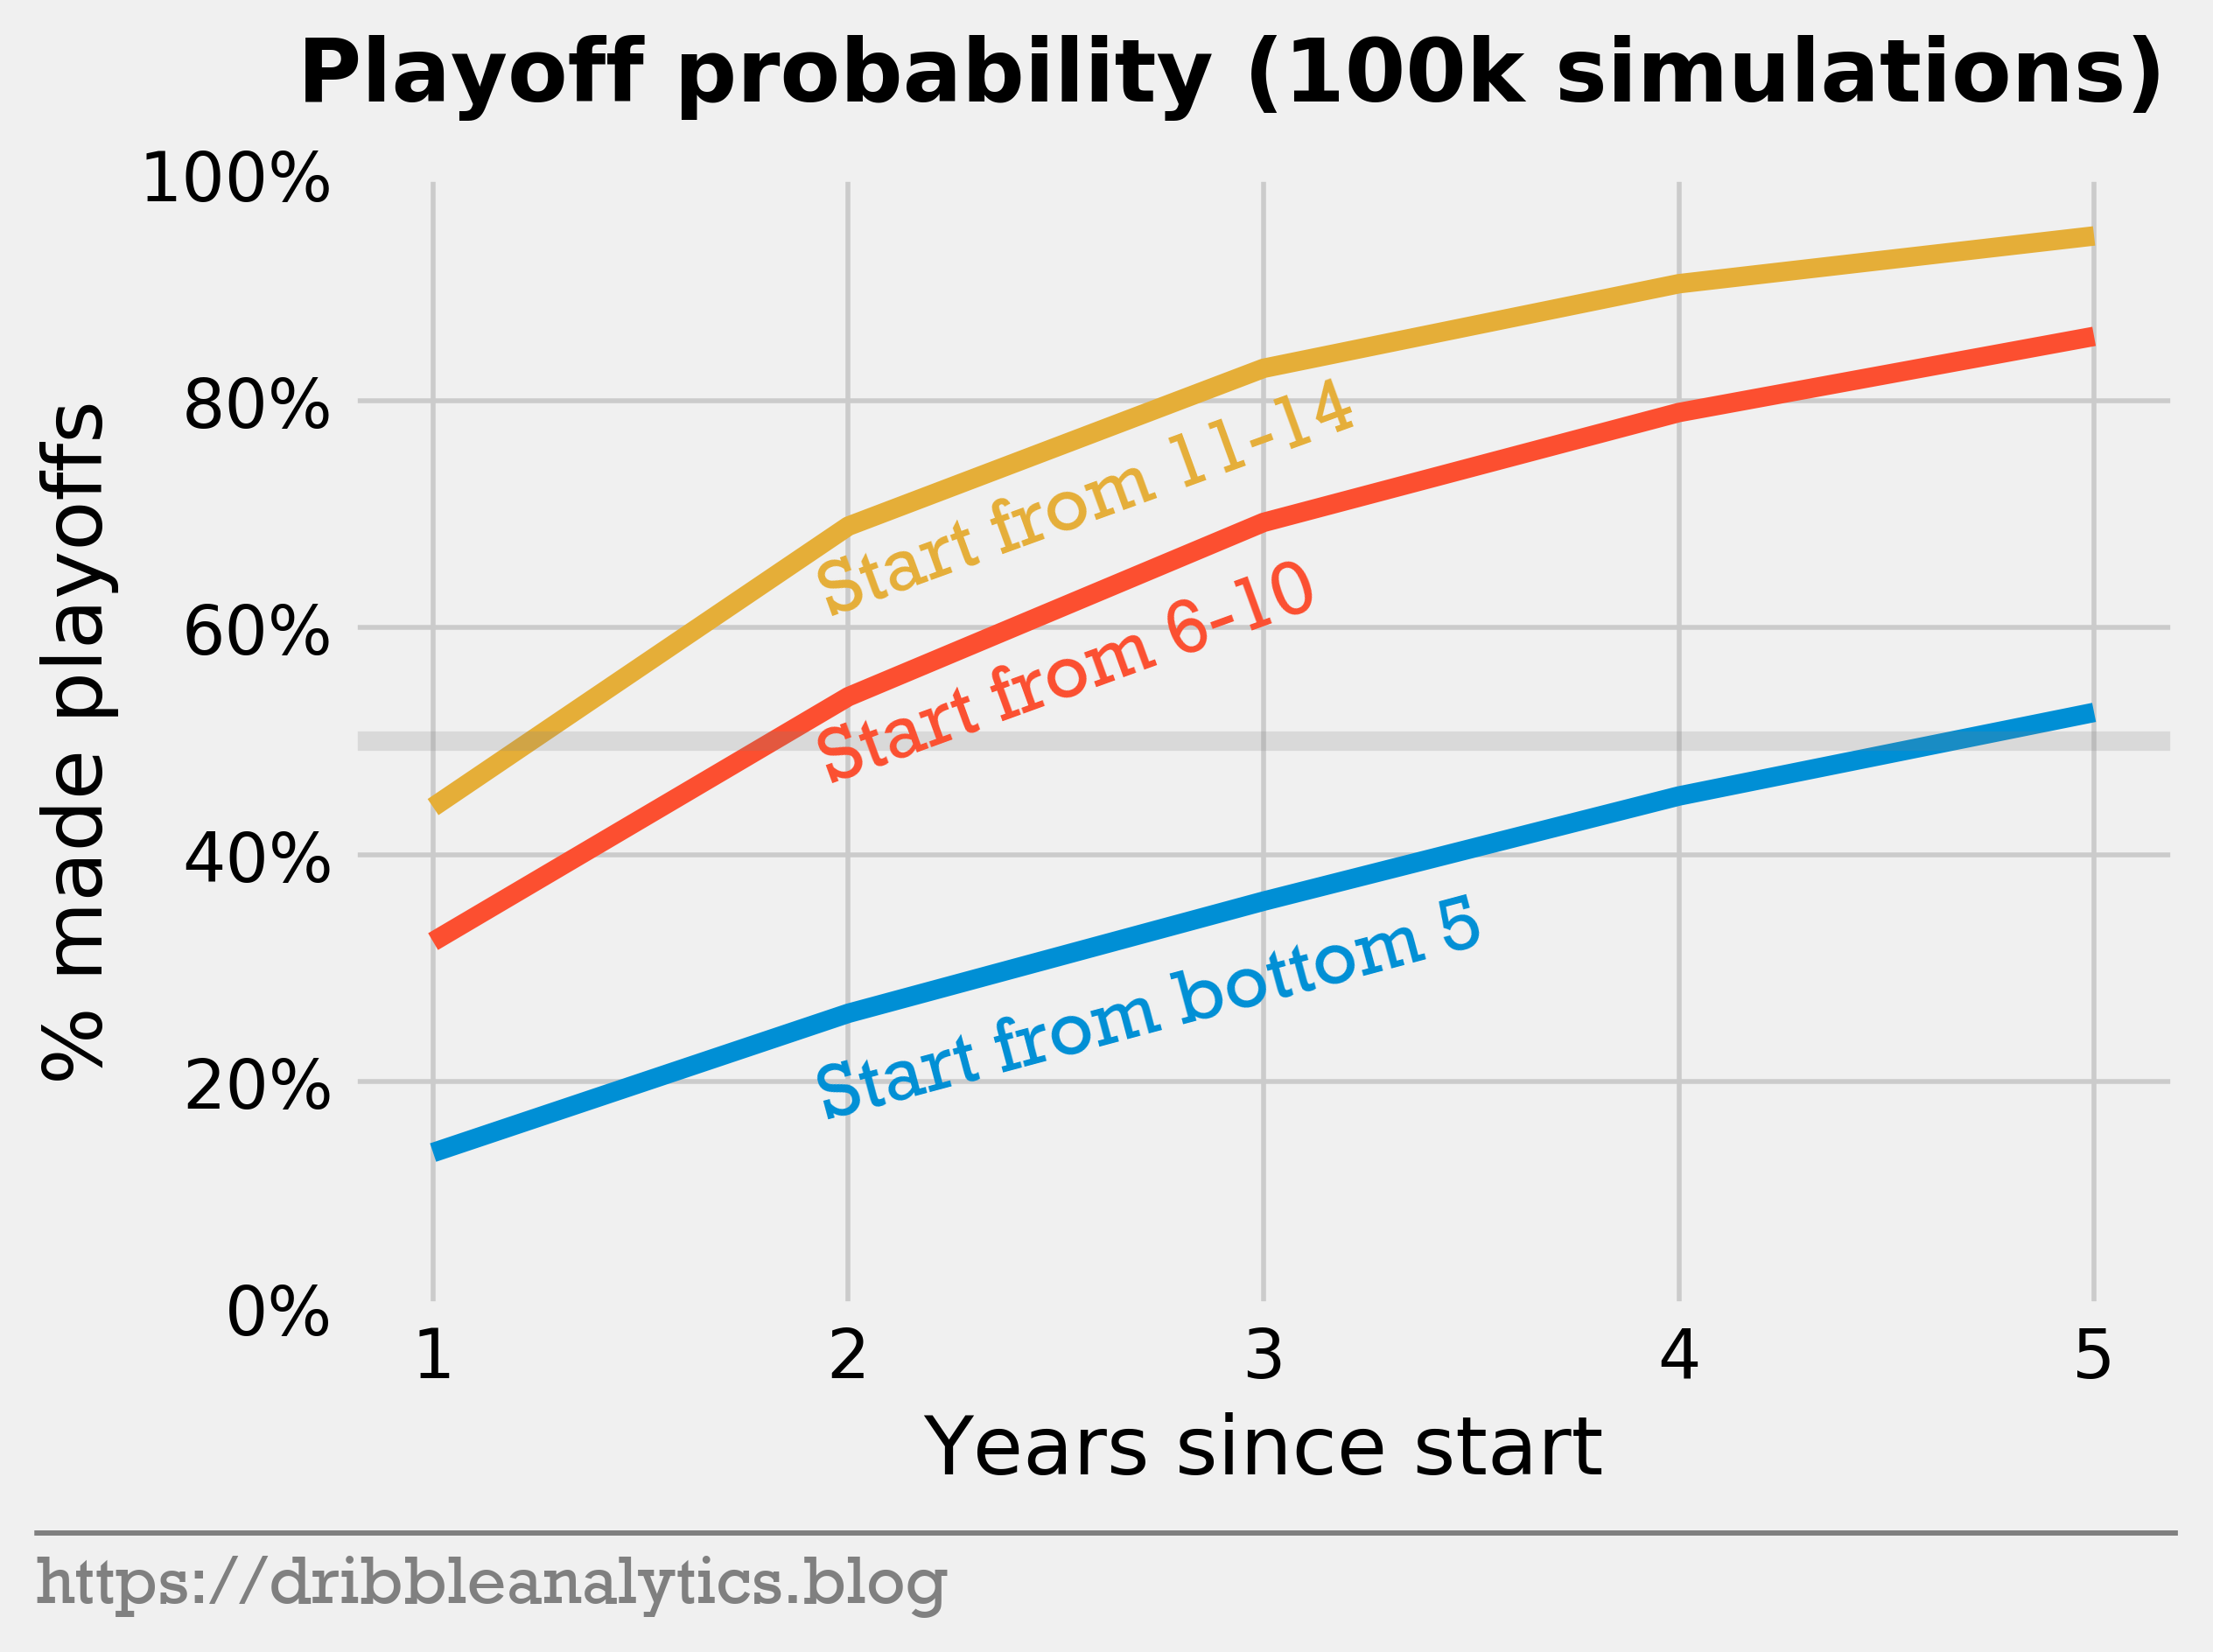 Playoff probability (100k simulations)
% made playoffs
100%
80%
60%
40%
20%
0%
Start from 11-14
Start from 6-10
Start from bottom 5
1 2 3 4 5
Years since start
https://dribbleanalytics.blog